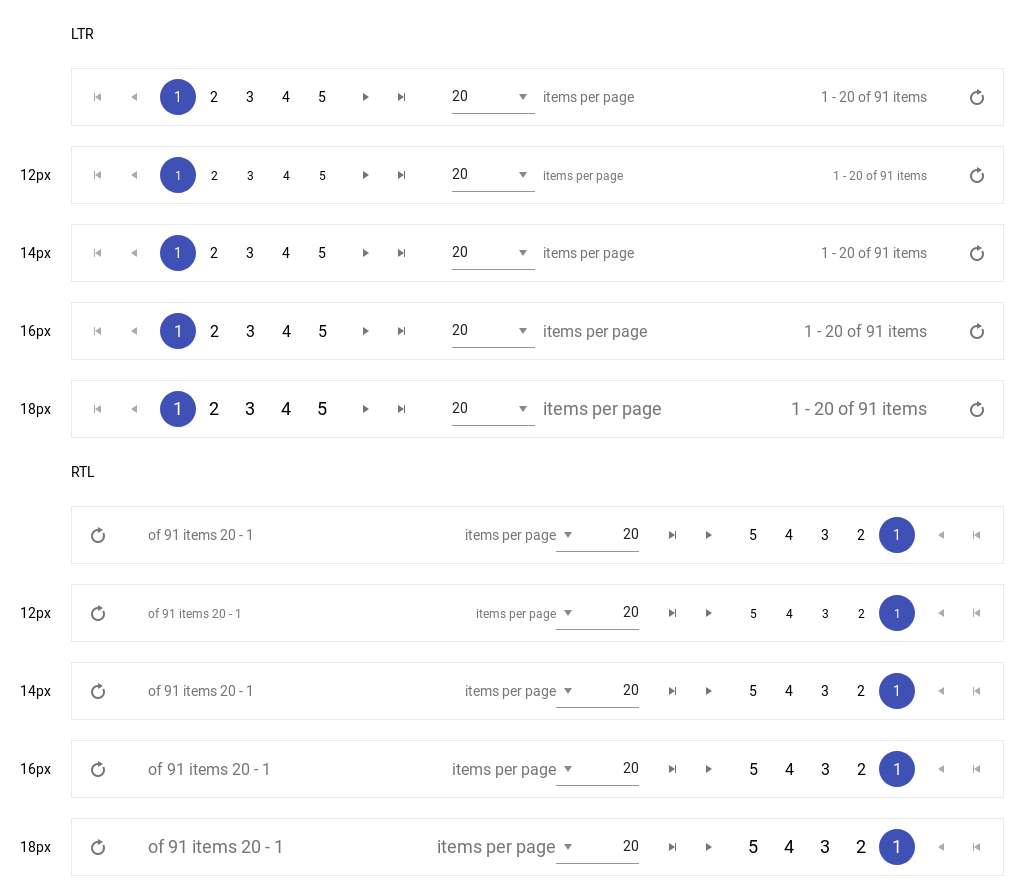 LTR
1 2 3 4 5 20 items per page 1 - 20 of 91 items
12px 1 2 3 4 5 20 items per page 1 - 20 of 91 items
14px 1 2 3 4 5 20 items per page 1 - 20 of 91 items
16px 1 2 3 4 5 20 items per page 1 - 20 of 91 items
18px 1 2 3 4 5 20 items per page 1 - 20 of 91 items
RTL
of 91 items 20 - 1 items per page 20 5 4 3 2 1
12px of 91 items 20 - 1 items per page 20 5 4 3 2 1
14px of 91 items 20 - 1 items per page 20 5 4 3 2 1
16px of 91 items 20 - 1 items per page 20 5 4 3 2 1
18px of 91 items 20 - 1 items per page 20 5 4 3 2 1